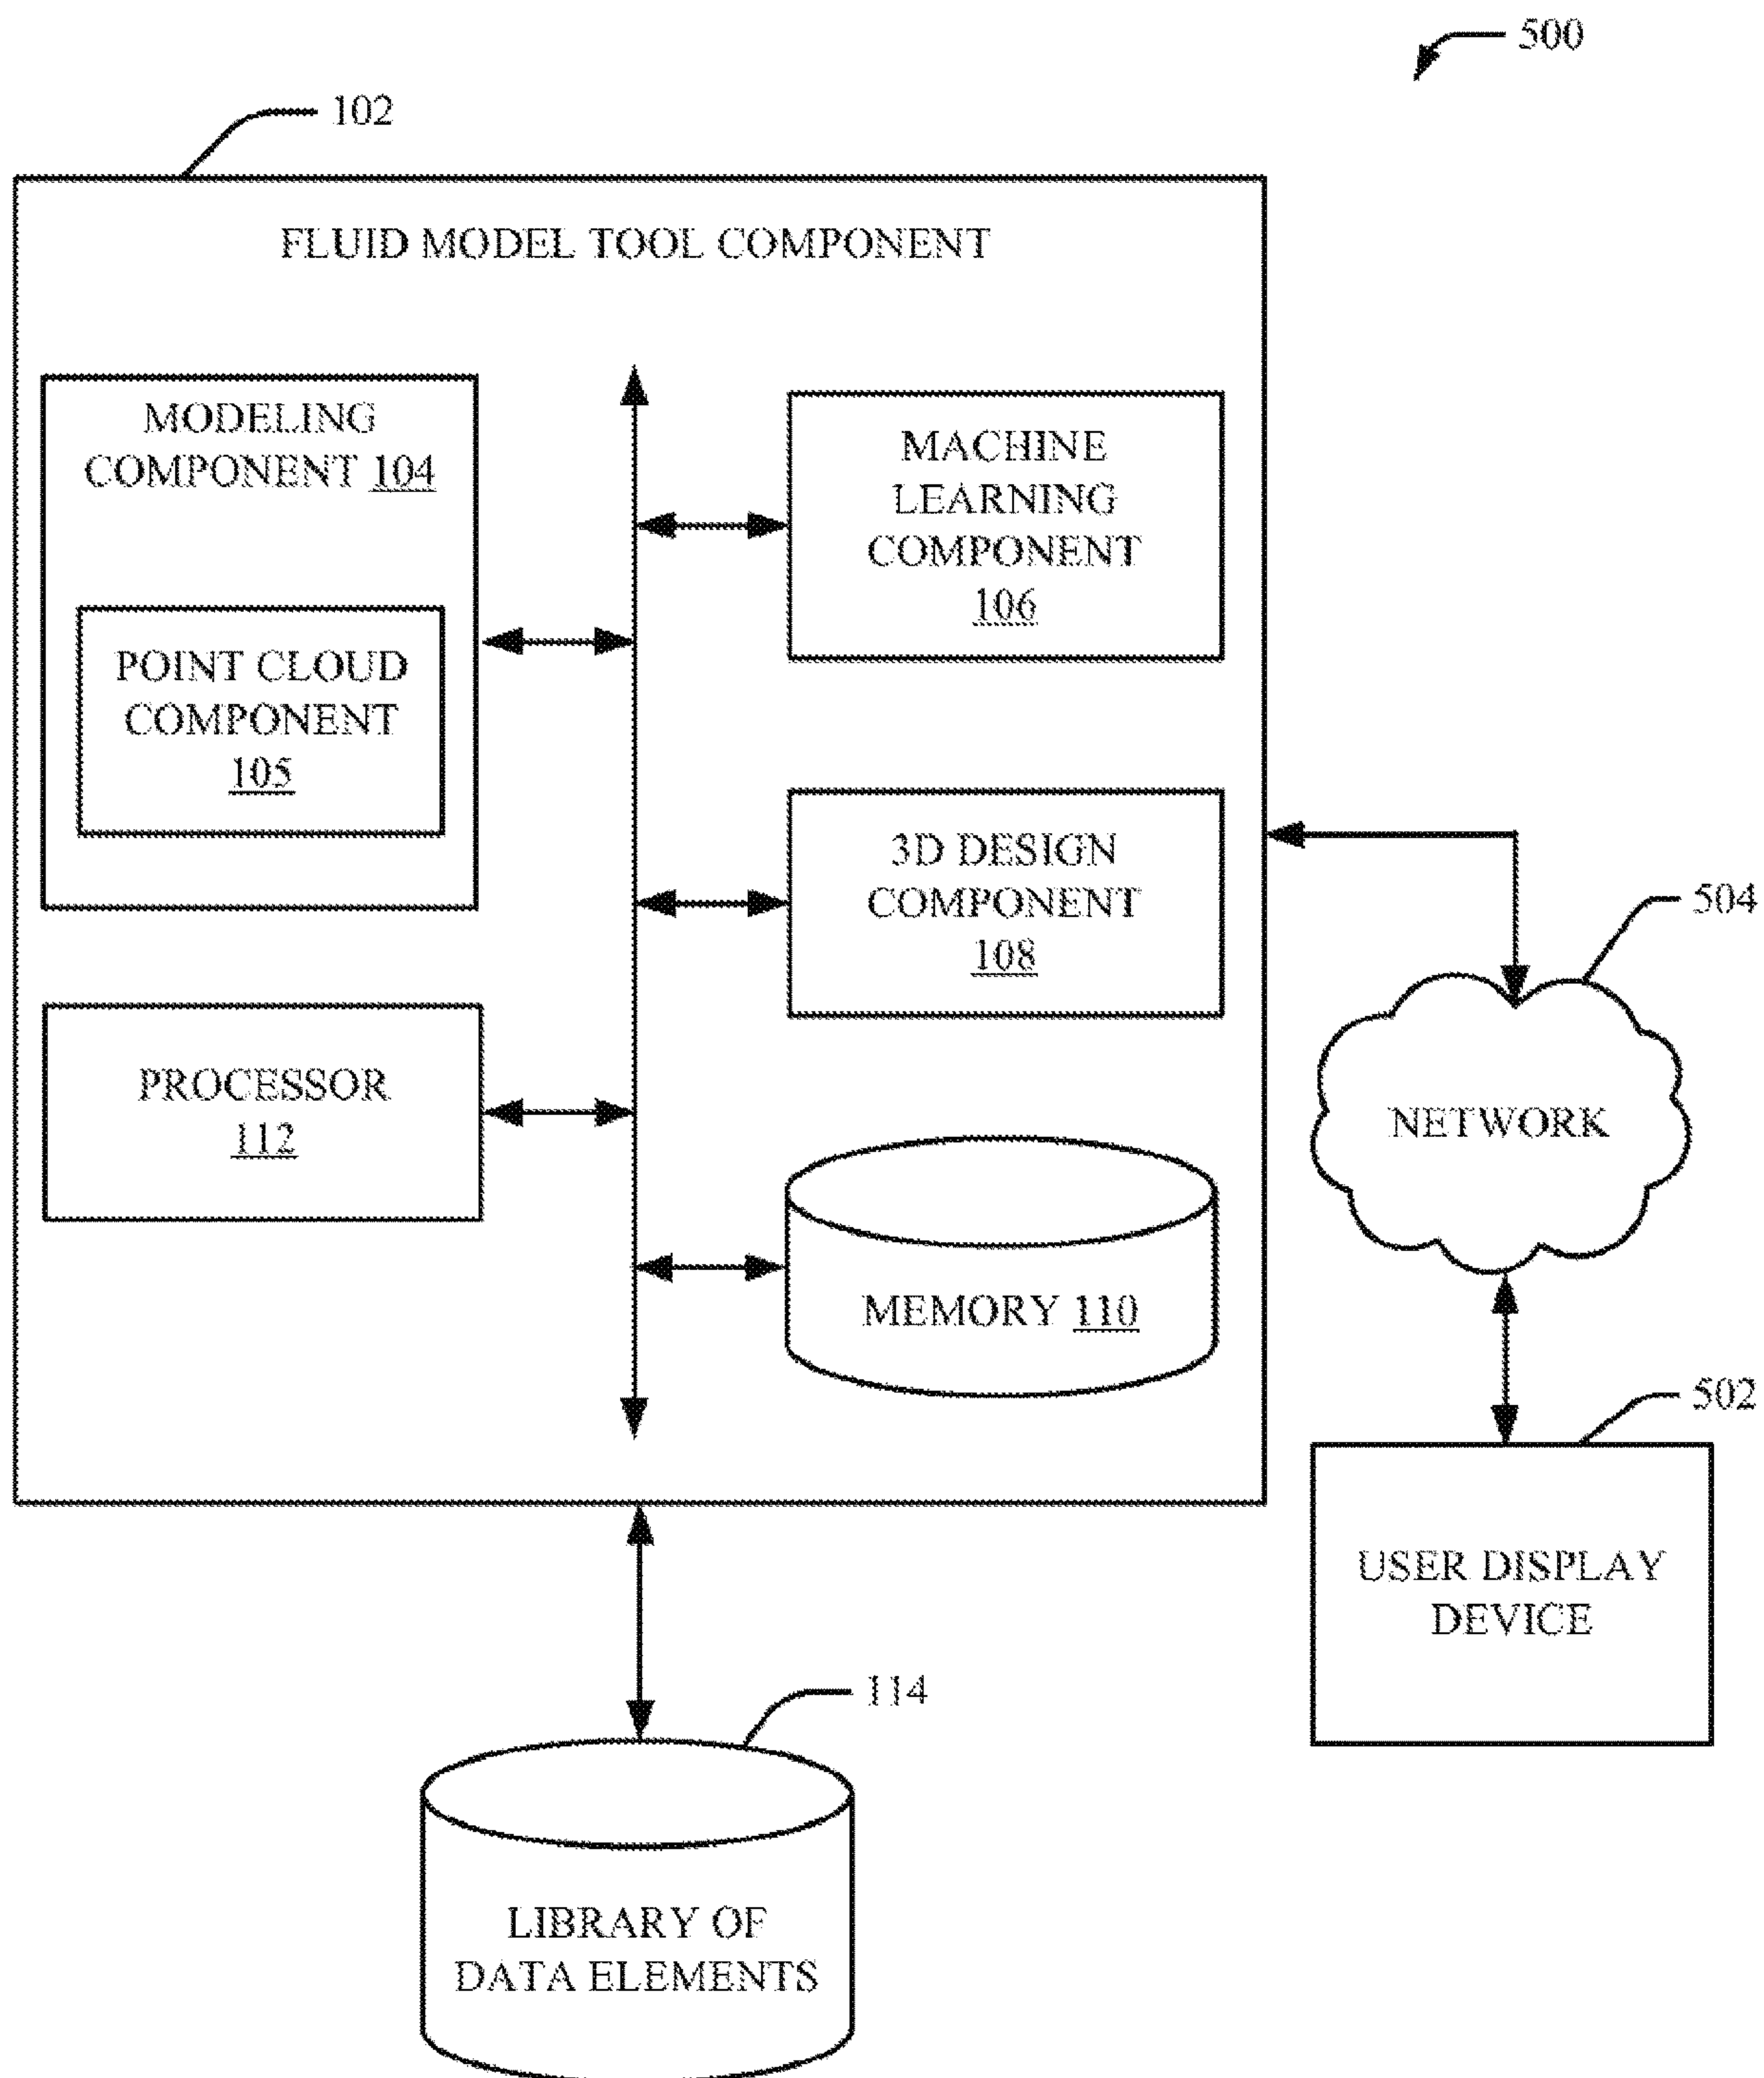 500
102
FLUID MODEL TOOL COMPONENT
MODELING
COMPONENT 104
MACHINE
LEARNING
COMPONENT
106
POINT CLOUD
COMPONENT
105
3D DESIGN
COMPONENT
108
504
PROCESSOR
112
NETWORK
MEMORY 110
502
USER DISPLAY
DEVICE
114
LIBRARY OF
DATA ELEMENTS